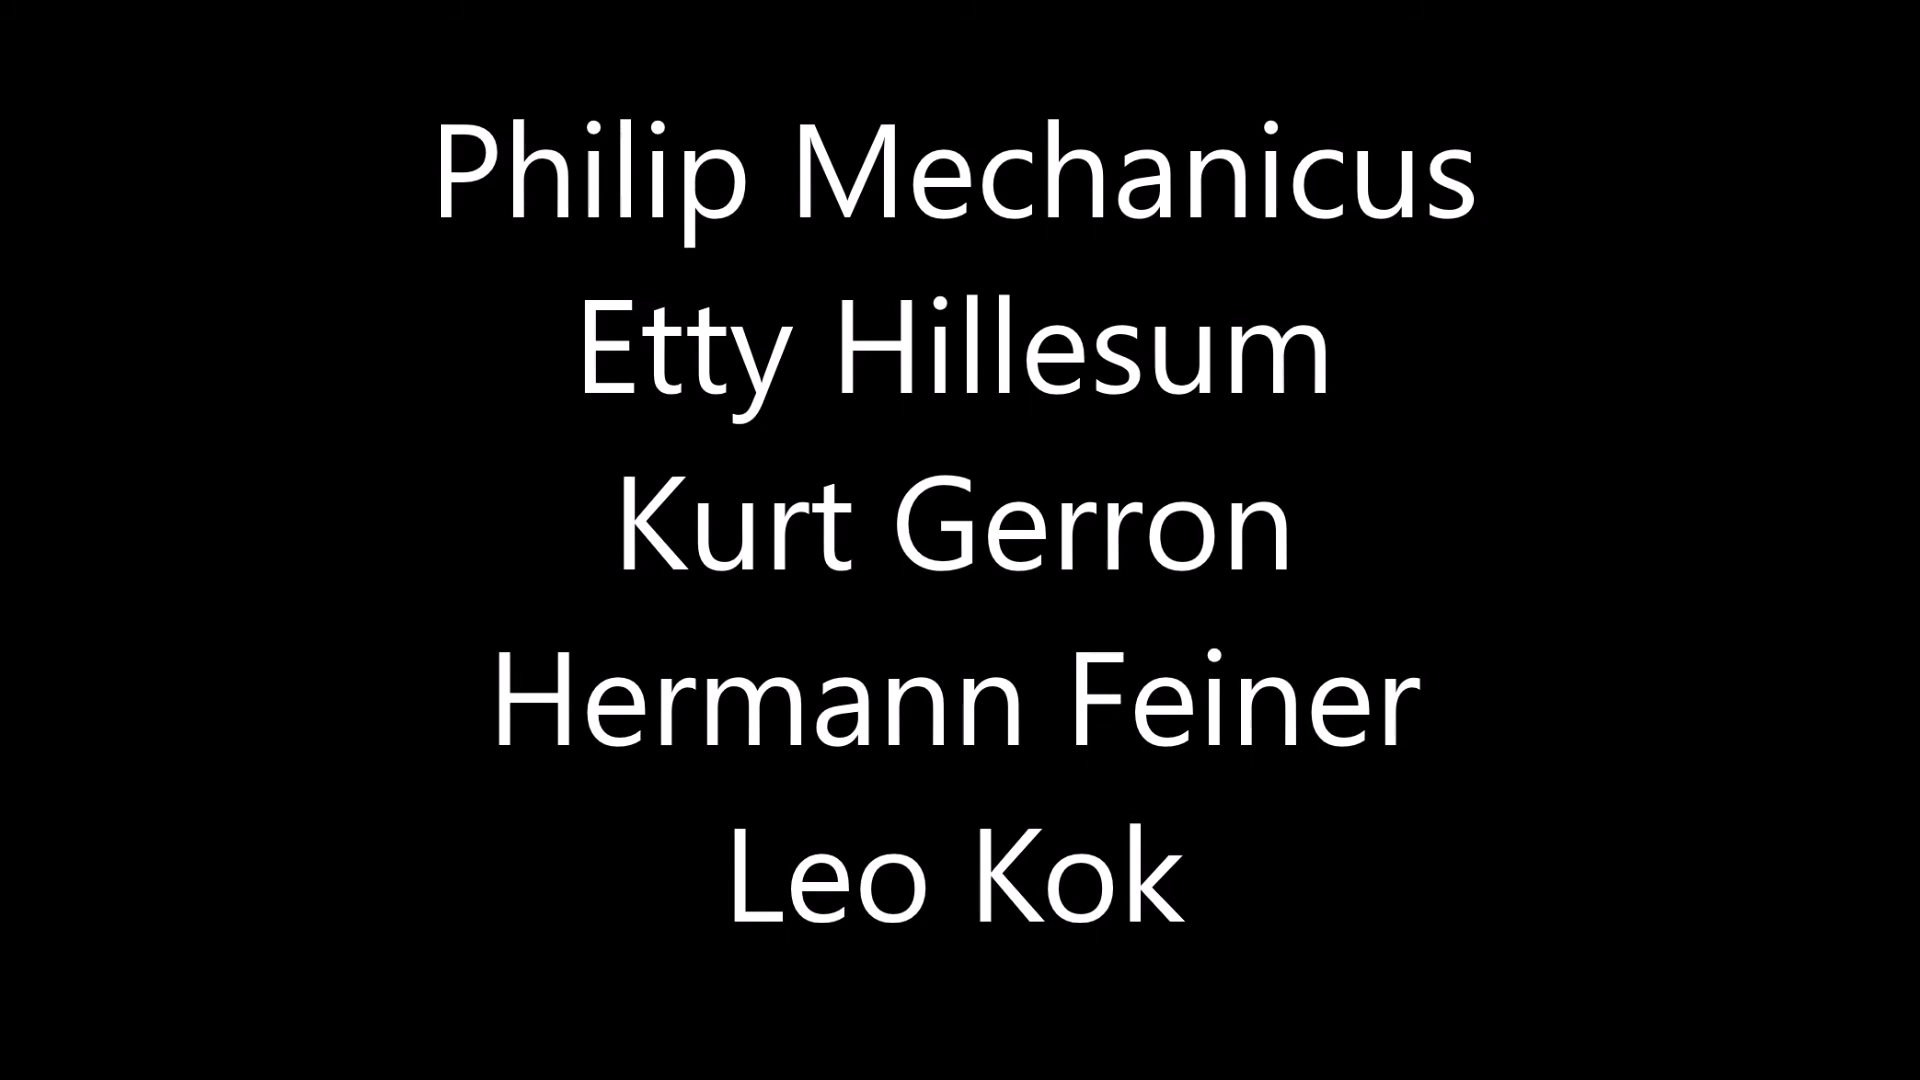 Philip Mechanicus
Etty Hillesum
Kurt Gerron
Hermann Feiner
Leo Kok